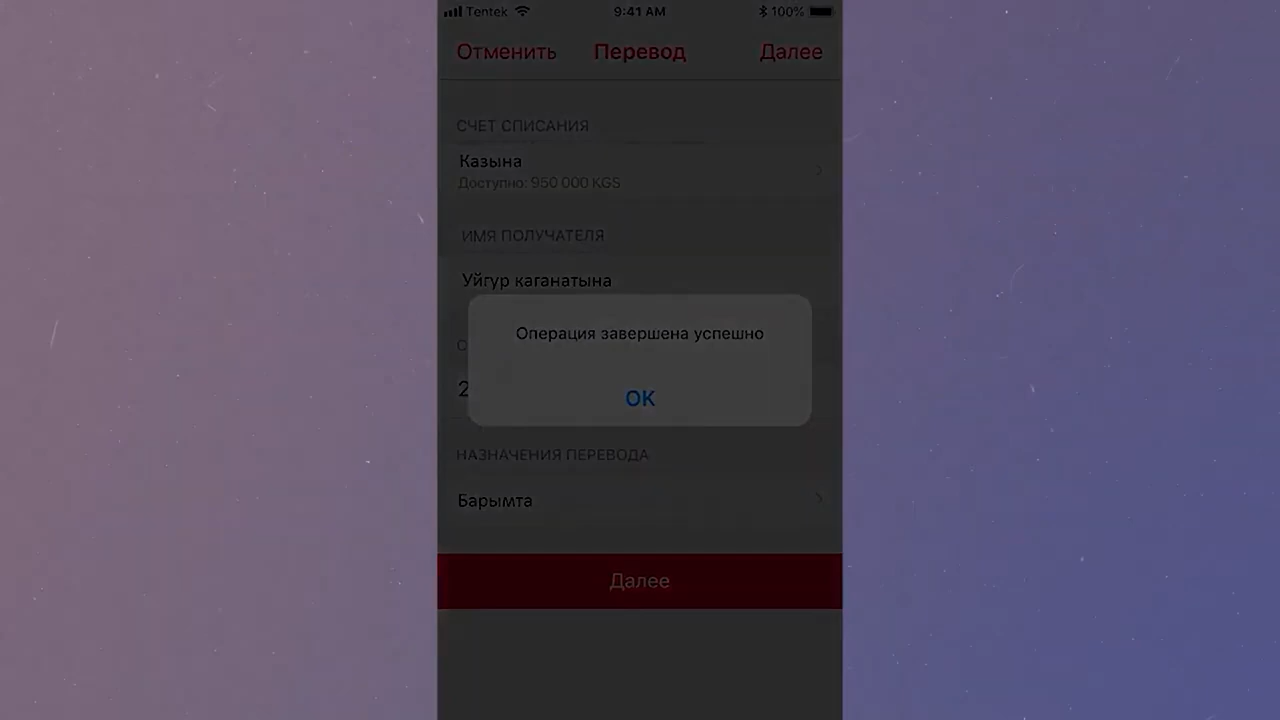 Tentek 9:41 AM 100%
Отменить Перевод Далее
СЧЕТ СПИСАНИЯ
Казына
Доступно: 950 000 KGS
ИМЯ ПОЛУЧАТЕЛЯ
Уйгур каганатына
Операция завершена успешно
С
2
OK
НАЗНАЧЕНИЯ ПЕРЕВОДА
Барымта
Далее